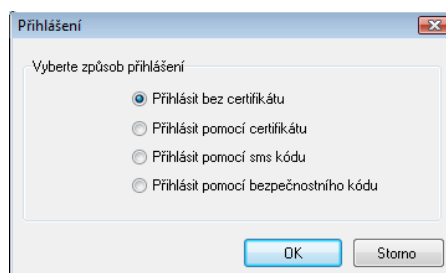 Přihlášení
Vyberte způsob přihlášení
Přihlásit bez certifikátu
Přihlásit pomocí certifikátu
Přihlásit pomocí sms kódu
Přihlásit pomocí bezpečnostního kódu
OK Storno